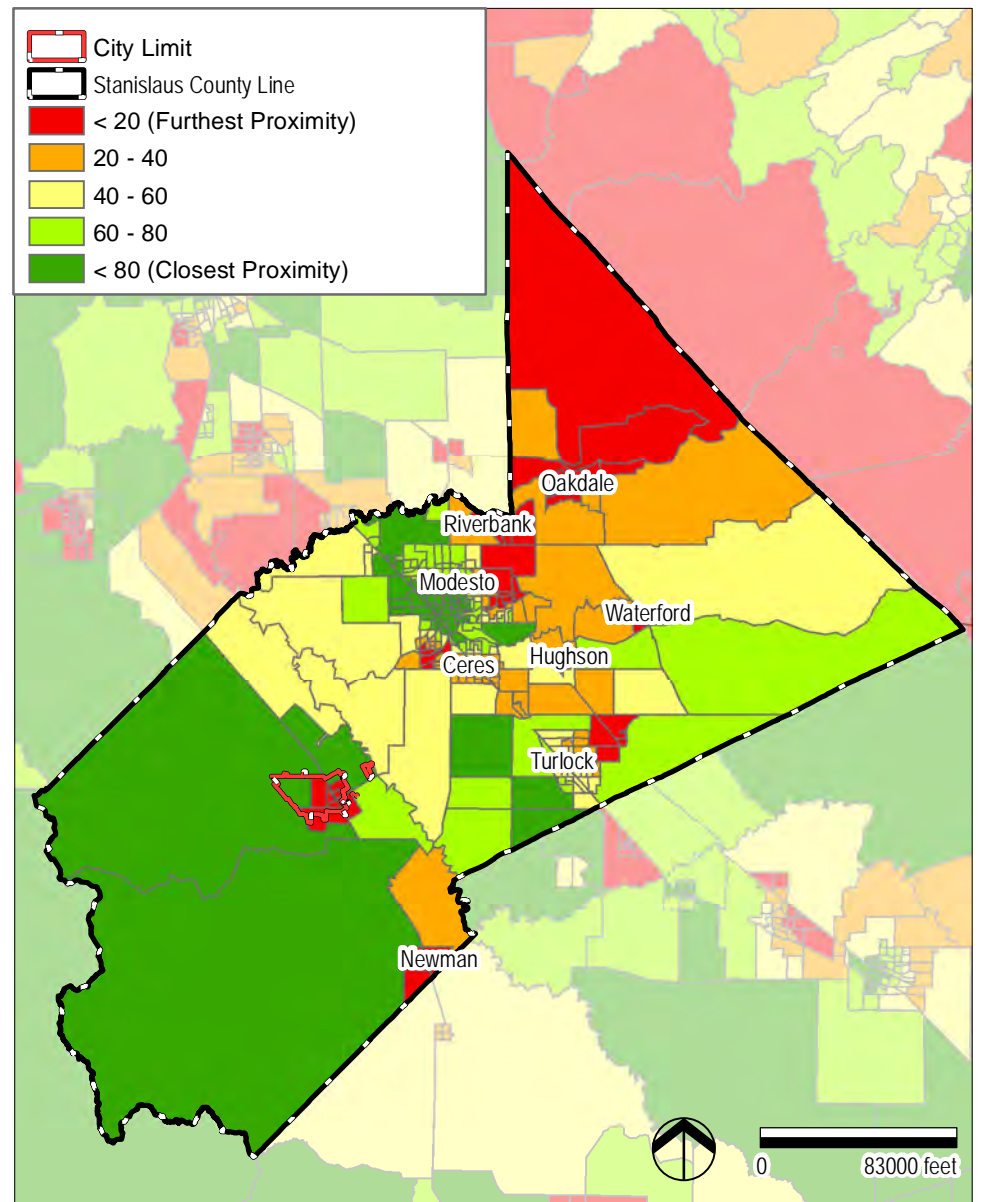 City Limit
Stanislaus County Line
< 20 (Furthest Proximity)
20 - 40
40 - 60
60 - 80
< 80 (Closest Proximity)
Oakdale
Riverbank
Modesto
Waterford
Ceres
Hughson
Turlock
Newman
0 83000 feet